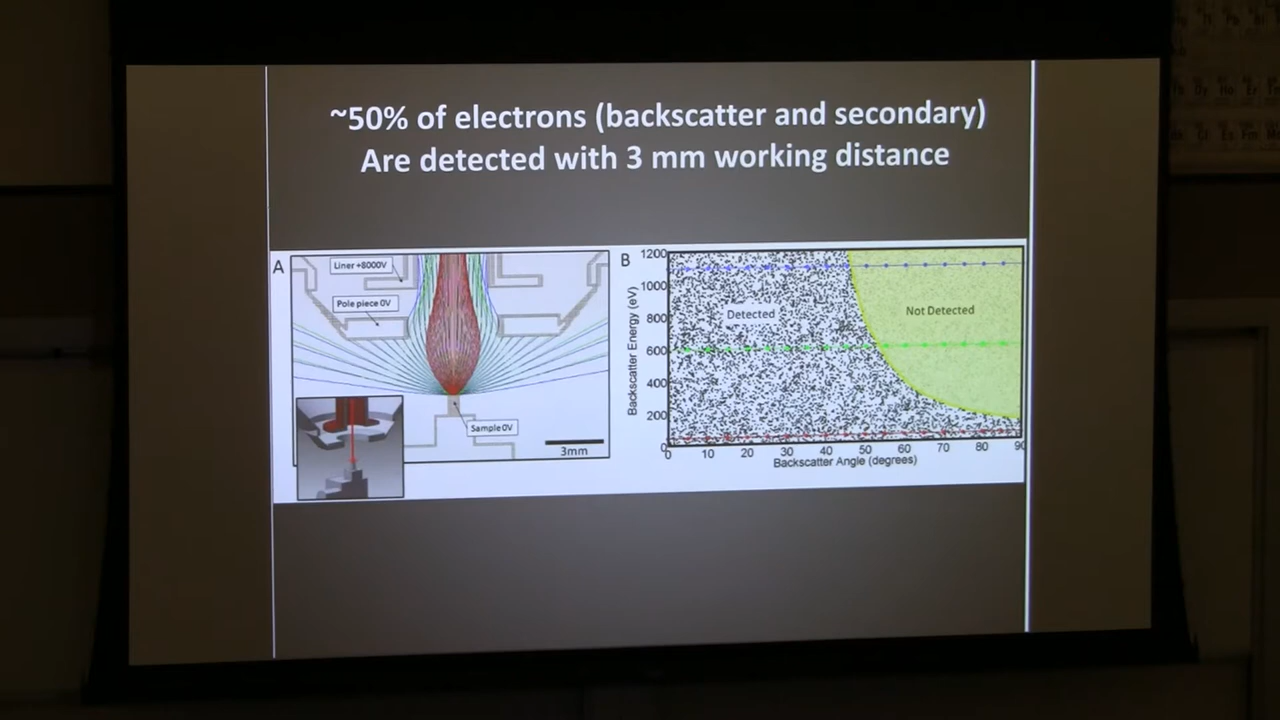 ~50% of electrons (backscatter and secondary)
Are detected with 3 mm working distance
A
Liner +8000V
Pole piece 0V
Sample 0V
3mm
B
Backscatter Energy (eV)
1200
1000
800
600
400
200
0
Detected
Not Detected
0 10 20 30 40 50 60 70 80 90
Backscatter Angle (degrees)